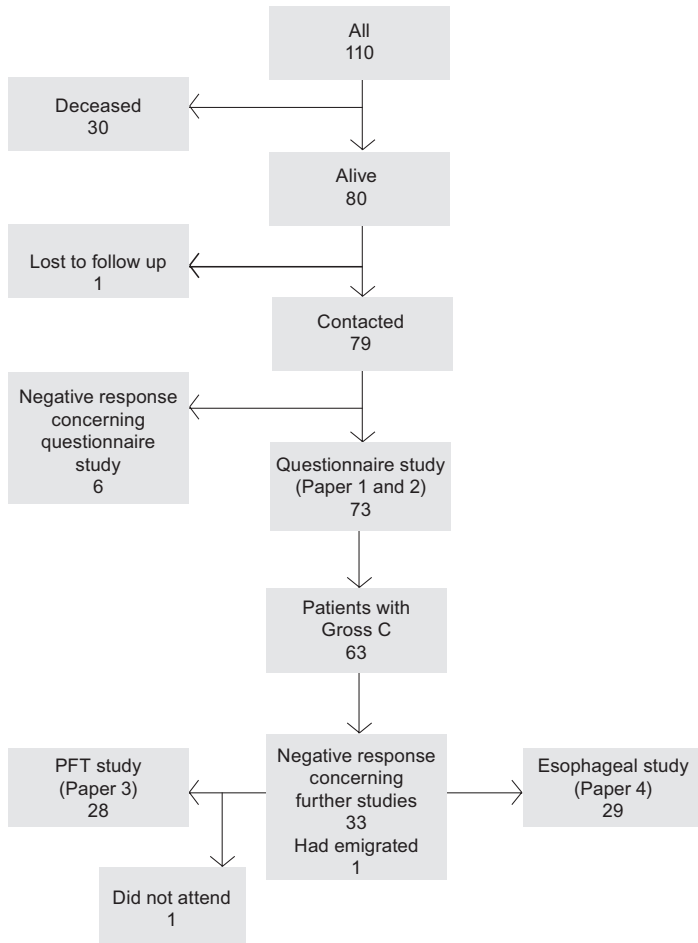 All
110
Deceased
30
Alive
80
Lost to follow up
1
Contacted
79
Negative response
concerning
questionnaire
study
6
Questionnaire study
(Paper 1 and 2)
73
Patients with
Gross C
63
PFT study
(Paper 3)
28
Negative response
concerning
further studies
33
Had emigrated
1
Esophageal study
(Paper 4)
29
Did not attend
1